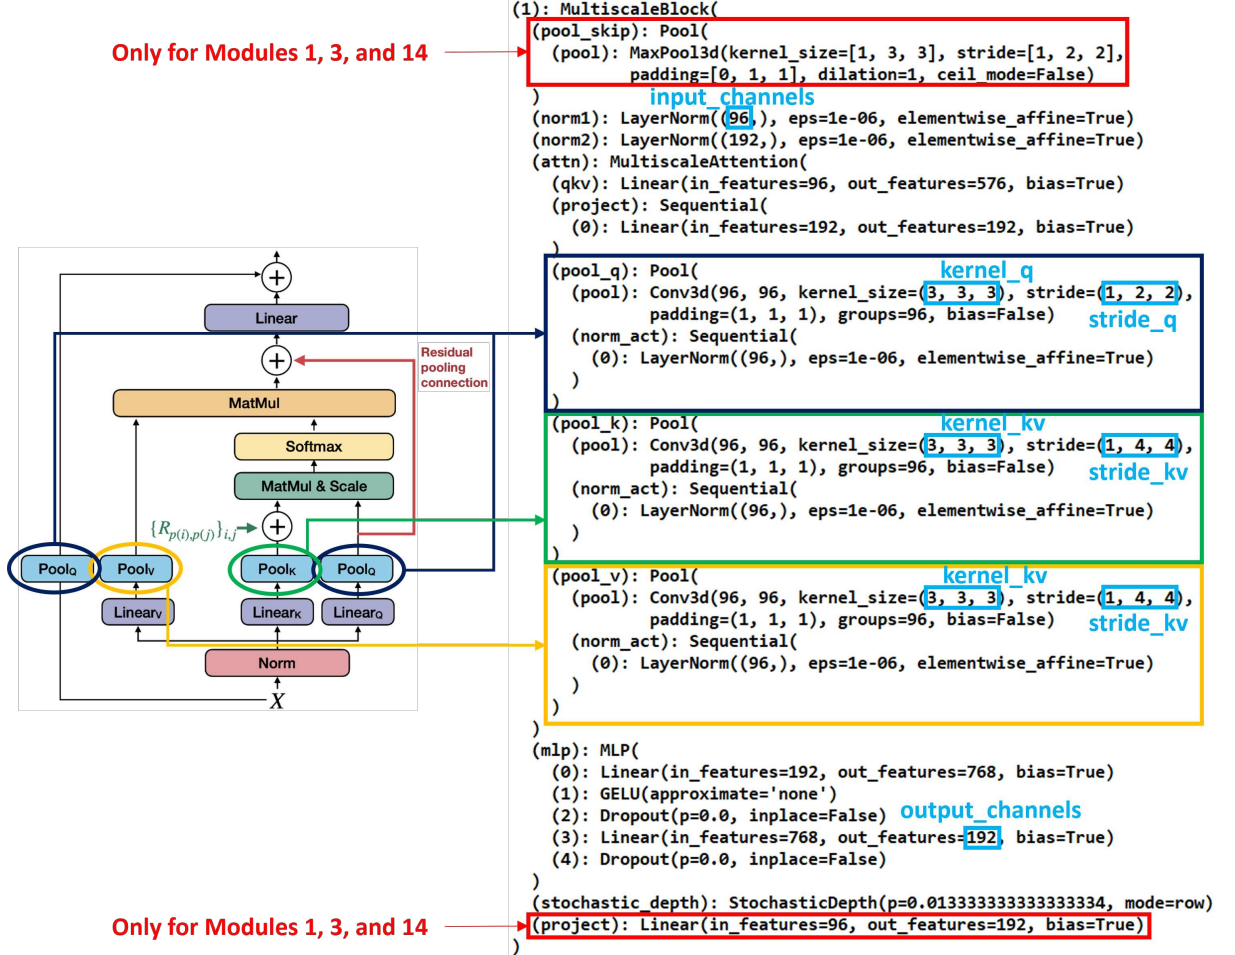 (1): MultiscaleBlock(
Only for Modules 1, 3, and 14
(pool_skip): Pool(
(pool): MaxPool3d(kernel_size=[1, 3, 3], stride=[1, 2, 2],
padding=[0, 1, 1], dilation=1, ceil_mode=False)
)
input_channels
(norm1): LayerNorm((96,), eps=1e-06, elementwise_affine=True)
(norm2): LayerNorm((192,), eps=1e-06, elementwise_affine=True)
(attn): MultiscaleAttention(
(qkv): Linear(in_features=96, out_features=576, bias=True)
(project): Sequential(
(0): Linear(in_features=192, out_features=192, bias=True)
)
(pool_q): Pool(
kernel_q
(pool): Conv3d(96, 96, kernel_size=(3, 3, 3), stride=(1, 2, 2),
padding=(1, 1, 1), groups=96, bias=False)
stride_q
(norm_act): Sequential(
(0): LayerNorm((96,), eps=1e-06, elementwise_affine=True)
)
)
(pool_k): Pool(
kernel_kv
(pool): Conv3d(96, 96, kernel_size=(3, 3, 3), stride=(1, 4, 4),
padding=(1, 1, 1), groups=96, bias=False)
stride_kv
(norm_act): Sequential(
(0): LayerNorm((96,), eps=1e-06, elementwise_affine=True)
)
)
(pool_v): Pool(
kernel_kv
(pool): Conv3d(96, 96, kernel_size=(3, 3, 3), stride=(1, 4, 4),
padding=(1, 1, 1), groups=96, bias=False)
stride_kv
(norm_act): Sequential(
(0): LayerNorm((96,), eps=1e-06, elementwise_affine=True)
)
)
)
(mlp): MLP(
(0): Linear(in_features=192, out_features=768, bias=True)
(1): GELU(approximate='none')
(2): Dropout(p=0.0, inplace=False)
output_channels
(3): Linear(in_features=768, out_features=192, bias=True)
(4): Dropout(p=0.0, inplace=False)
)
(stochastic_depth): StochasticDepth(p=0.013333333333333334, mode=row)
Only for Modules 1, 3, and 14
(project): Linear(in_features=96, out_features=192, bias=True)
)
+
Linear
+
Residual
pooling
connection
MatMul
Softmax
MatMul & Scale
{R_p(i),p(j)}_i,j
+
PoolQ
PoolV
PoolK
PoolQ
LinearV
LinearK
LinearQ
Norm
X